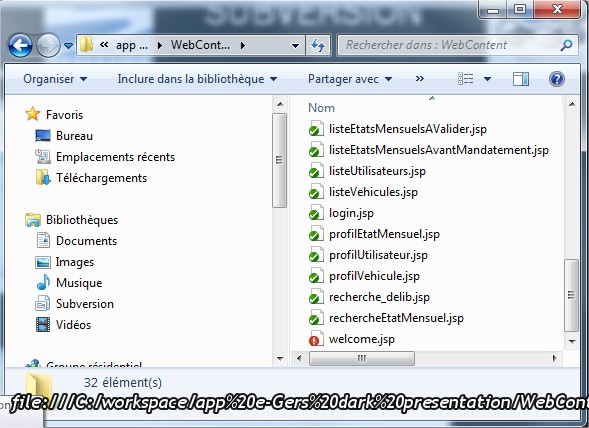 SUBVERSION
« app ... ▸ WebCont... ▸
Rechercher dans : WebContent
Organiser
Inclure dans la bibliothèque
Partager avec
»
Nom
Favoris
Bureau
Emplacements récents
Téléchargements
Bibliothèques
Documents
Images
Musique
Subversion
Vidéos
Groupe résidentiel
listeEtatsMensuelsAValider.jsp
listeEtatsMensuelsAvantMandatement.jsp
listeUtilisateurs.jsp
listeVehicules.jsp
login.jsp
profilEtatMensuel.jsp
profilUtilisateur.jsp
profilVehicule.jsp
recherche_delib.jsp
rechercheEtatMensuel.jsp
welcome.jsp
32 élément(s)
file:///C:/workspace/app%20e-Gers%20dark%20presentation/WebCont